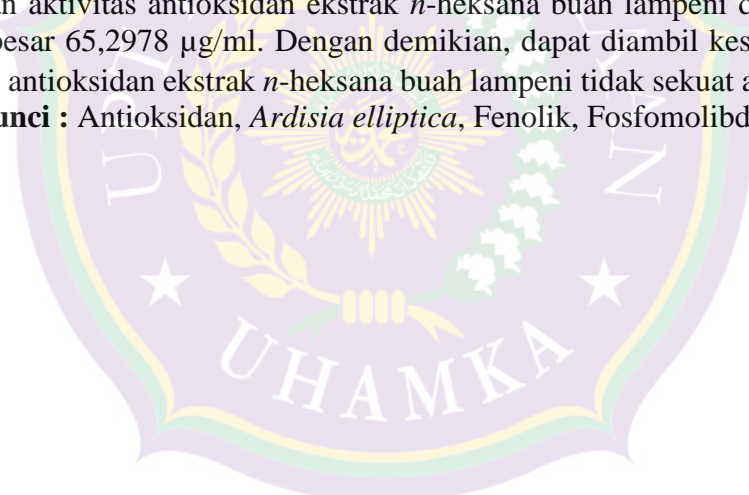 an aktivitas antioksidan ekstrak n-heksana buah lampeni d
besar 65,2978 µg/ml. Dengan demikian, dapat diambil kes
antioksidan ekstrak n-heksana buah lampeni tidak sekuat a
unci : Antioksidan, Ardisia elliptica, Fenolik, Fosfomolibd
UHAMKA